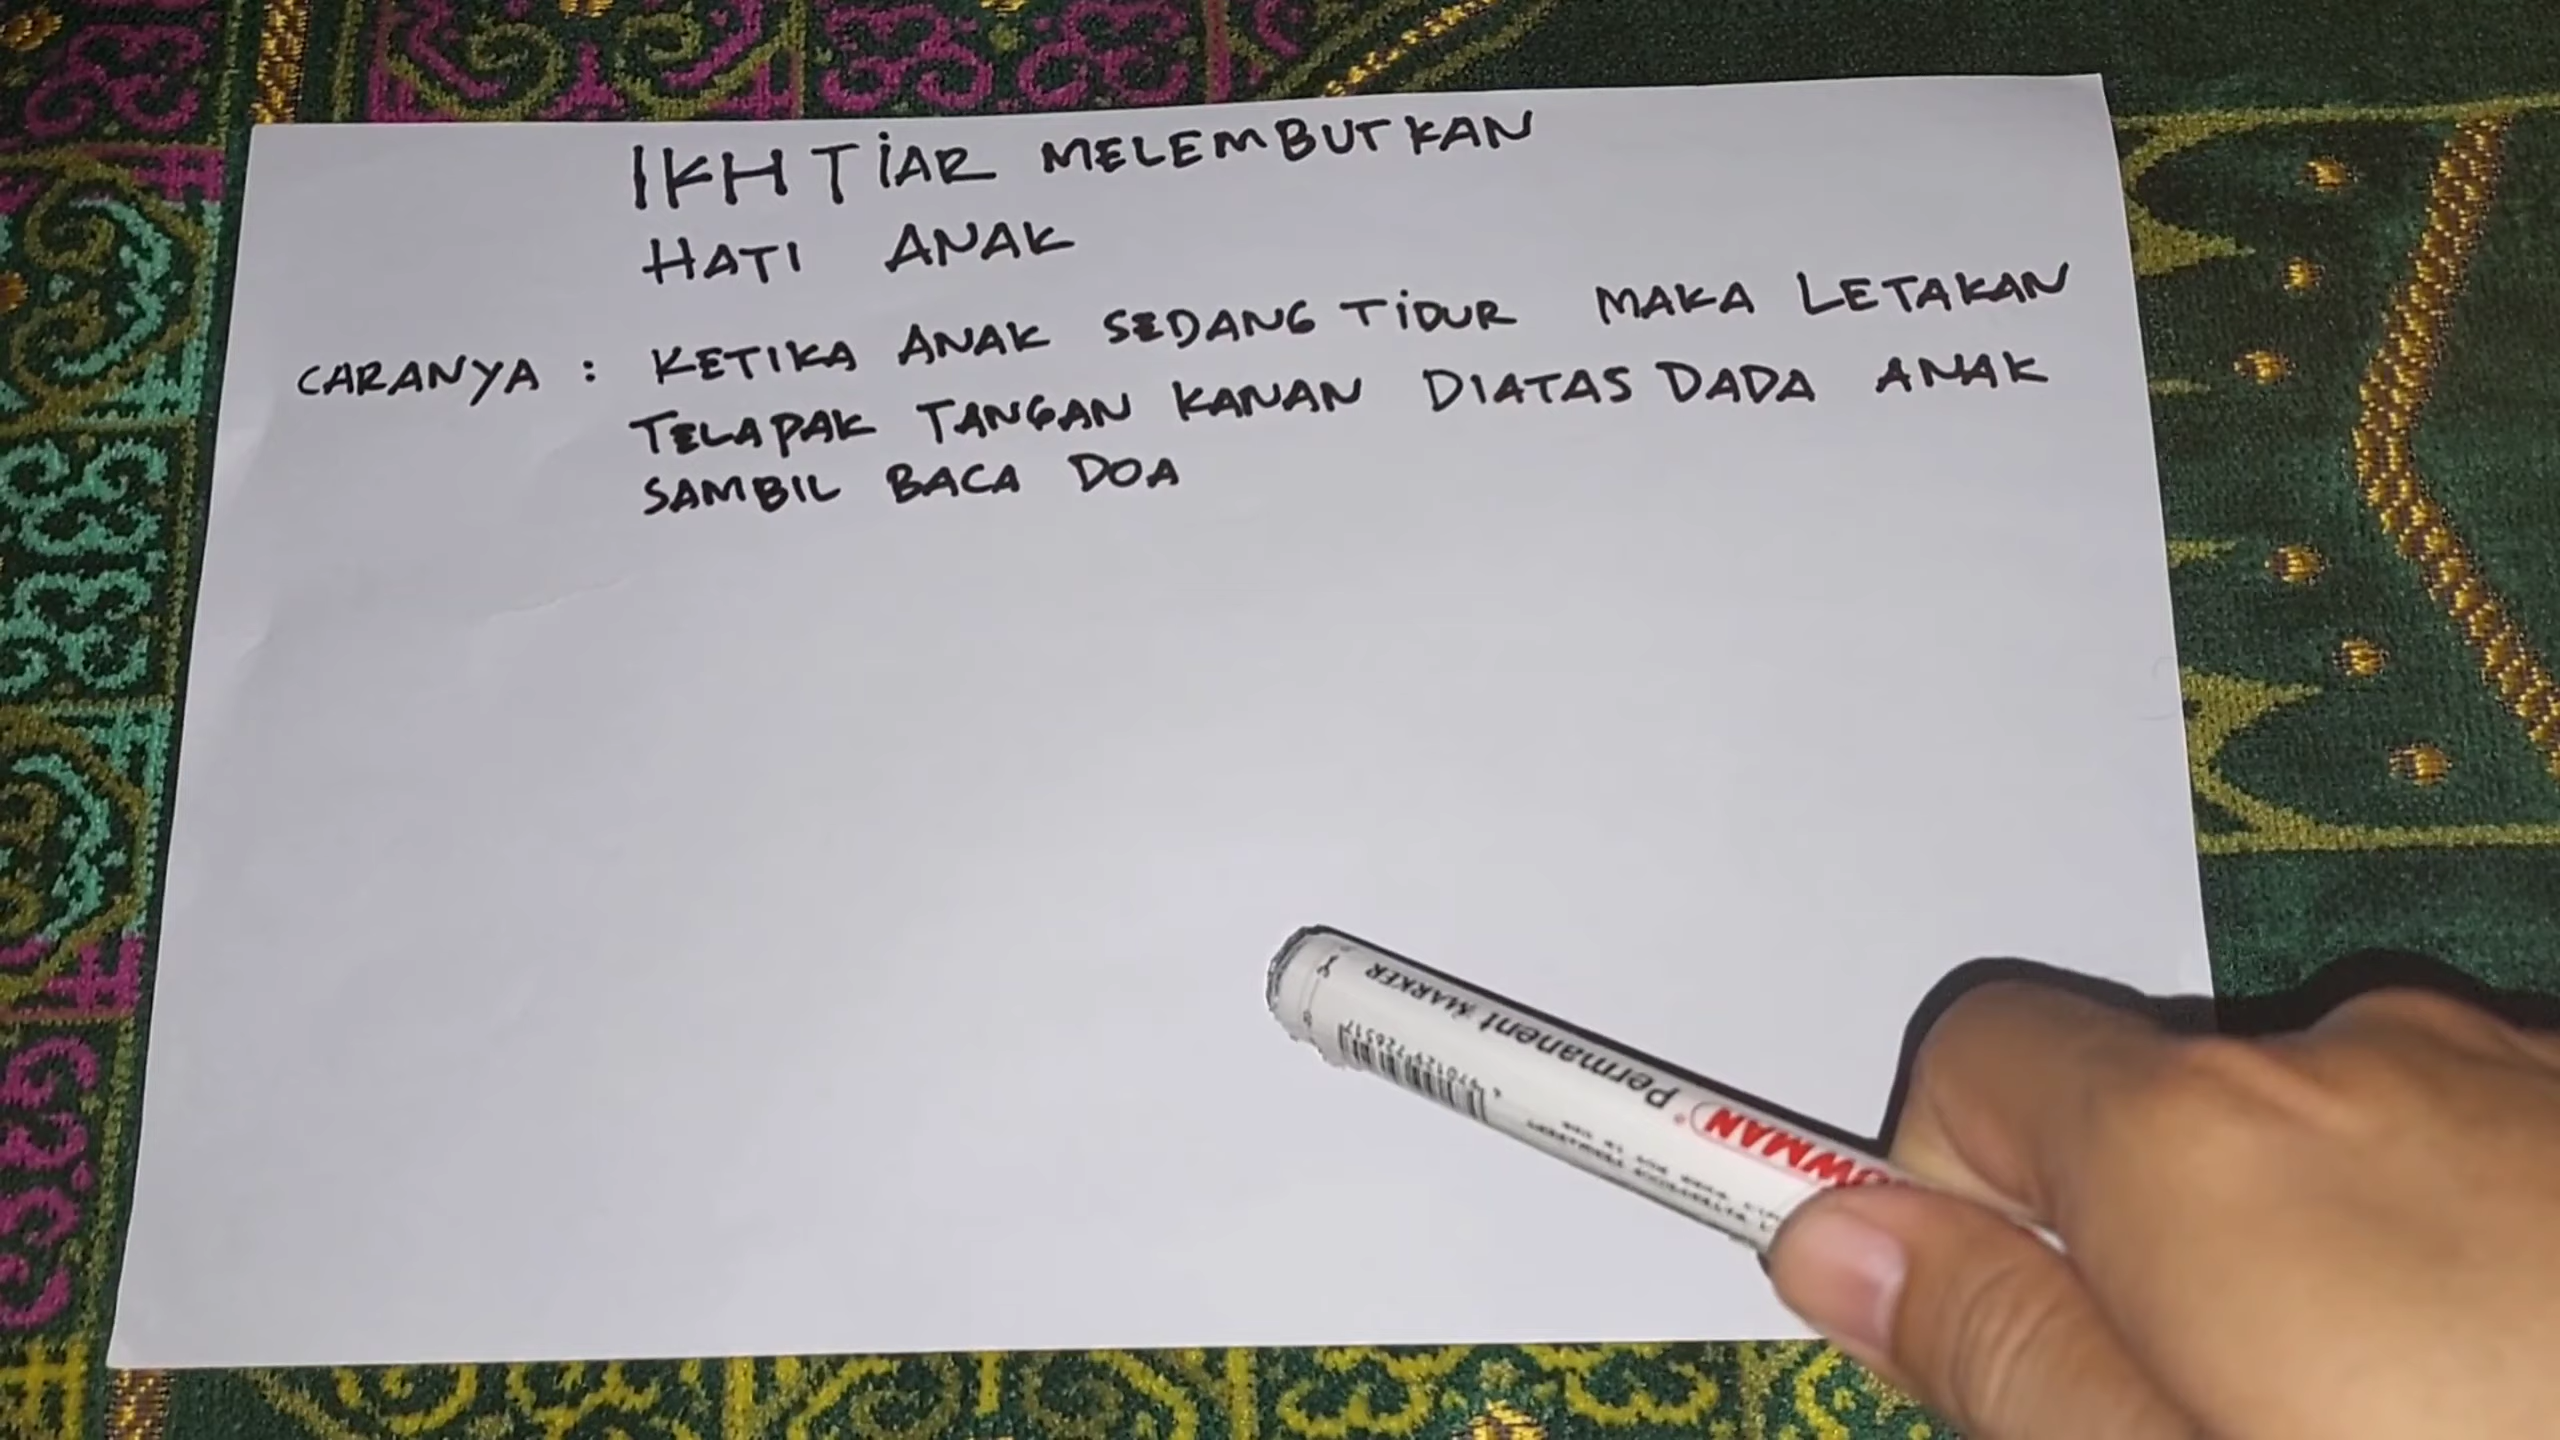 IKHTIAR MELEMBUTKAN
HATI ANAK
CARANYA : KETIKA ANAK SEDANG TIDUR MAKA LETAKAN
TELAPAK TANGAN KANAN DIATAS DADA ANAK
SAMBIL BACA DOA
OWMAN Permanent MARKER